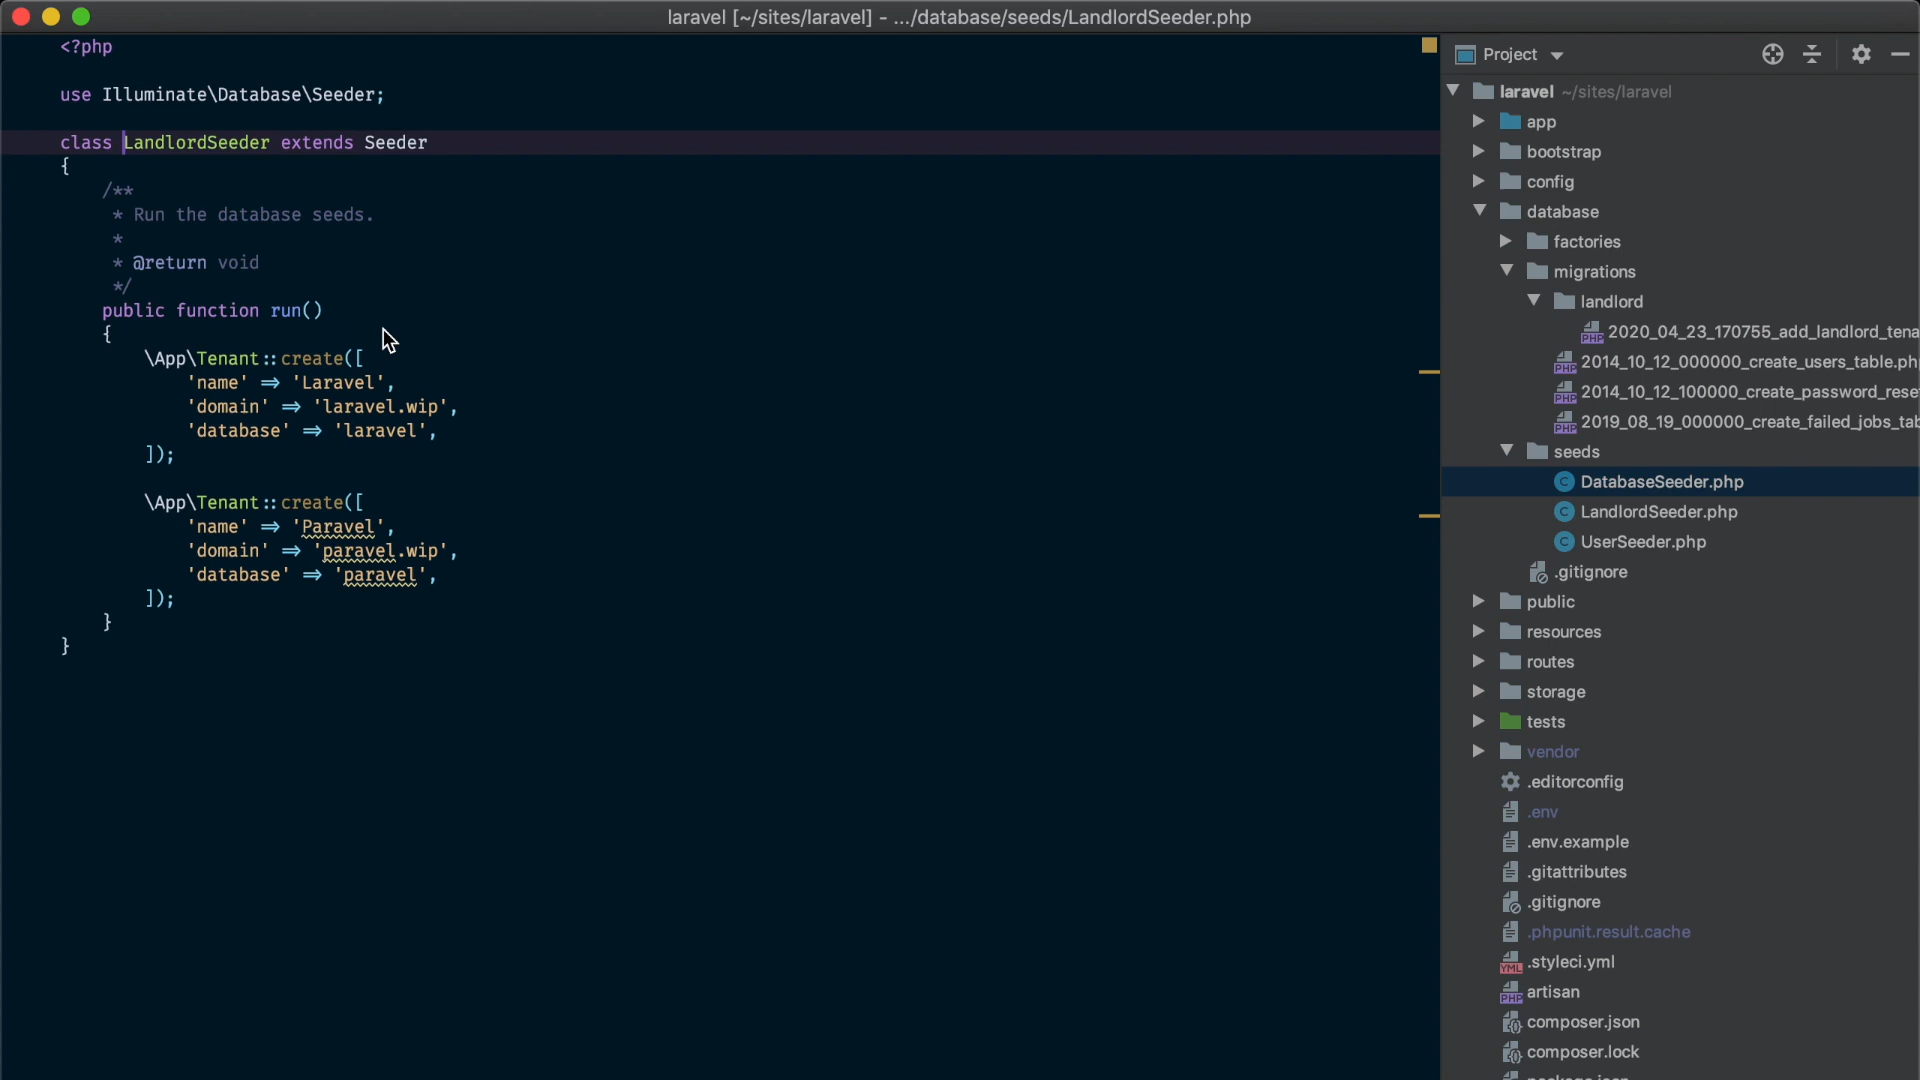 laravel [~/sites/laravel] - .../database/seeds/LandlordSeeder.php
<?php
use Illuminate\Database\Seeder;
class LandlordSeeder extends Seeder
{
/**
* Run the database seeds.
*
* @return void
*/
public function run()
{
\App\Tenant::create([
'name' => 'Laravel',
'domain' => 'laravel.wip',
'database' => 'laravel',
]);
\App\Tenant::create([
'name' => 'Paravel',
'domain' => 'paravel.wip',
'database' => 'paravel',
]);
}
}
Project
laravel ~/sites/laravel
app
bootstrap
config
database
factories
migrations
landlord
2020_04_23_170755_add_landlord_tena
2014_10_12_000000_create_users_table.ph
2014_10_12_100000_create_password_rese
2019_08_19_000000_create_failed_jobs_tab
seeds
DatabaseSeeder.php
LandlordSeeder.php
UserSeeder.php
.gitignore
public
resources
routes
storage
tests
vendor
.editorconfig
.env
.env.example
.gitattributes
.gitignore
.phpunit.result.cache
.styleci.yml
artisan
composer.json
composer.lock